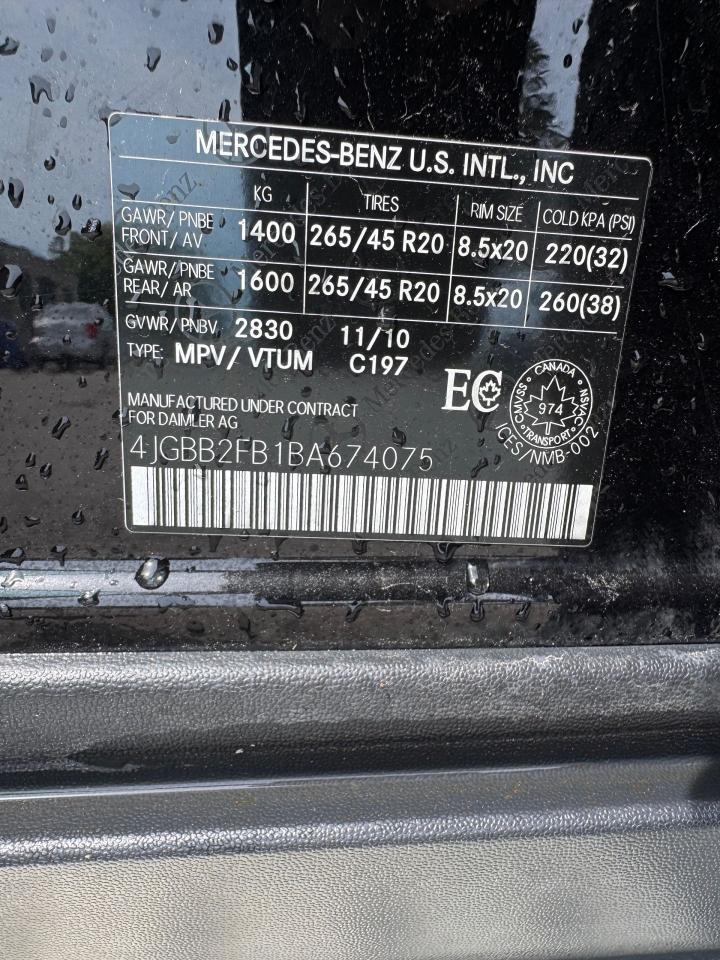 MERCEDES-BENZ U.S. INTL., INC
KG TIRES RIM SIZE COLD KPA (PSI)
GAWR/PNBE FRONT/AV 1400 265/45 R20 8.5x20 220(32)
GAWR/PNBE REAR/AR 1600 265/45 R20 8.5x20 260(38)
GVWR/PNBV 2830 11/10
TYPE: MPV/VTUM C197
EC
CANADA
CMVSS 974 NSVAC
TRANSPORT
ICES/NMB-002
MANUFACTURED UNDER CONTRACT
FOR DAIMLER AG
4JGBB2FB1BA674075